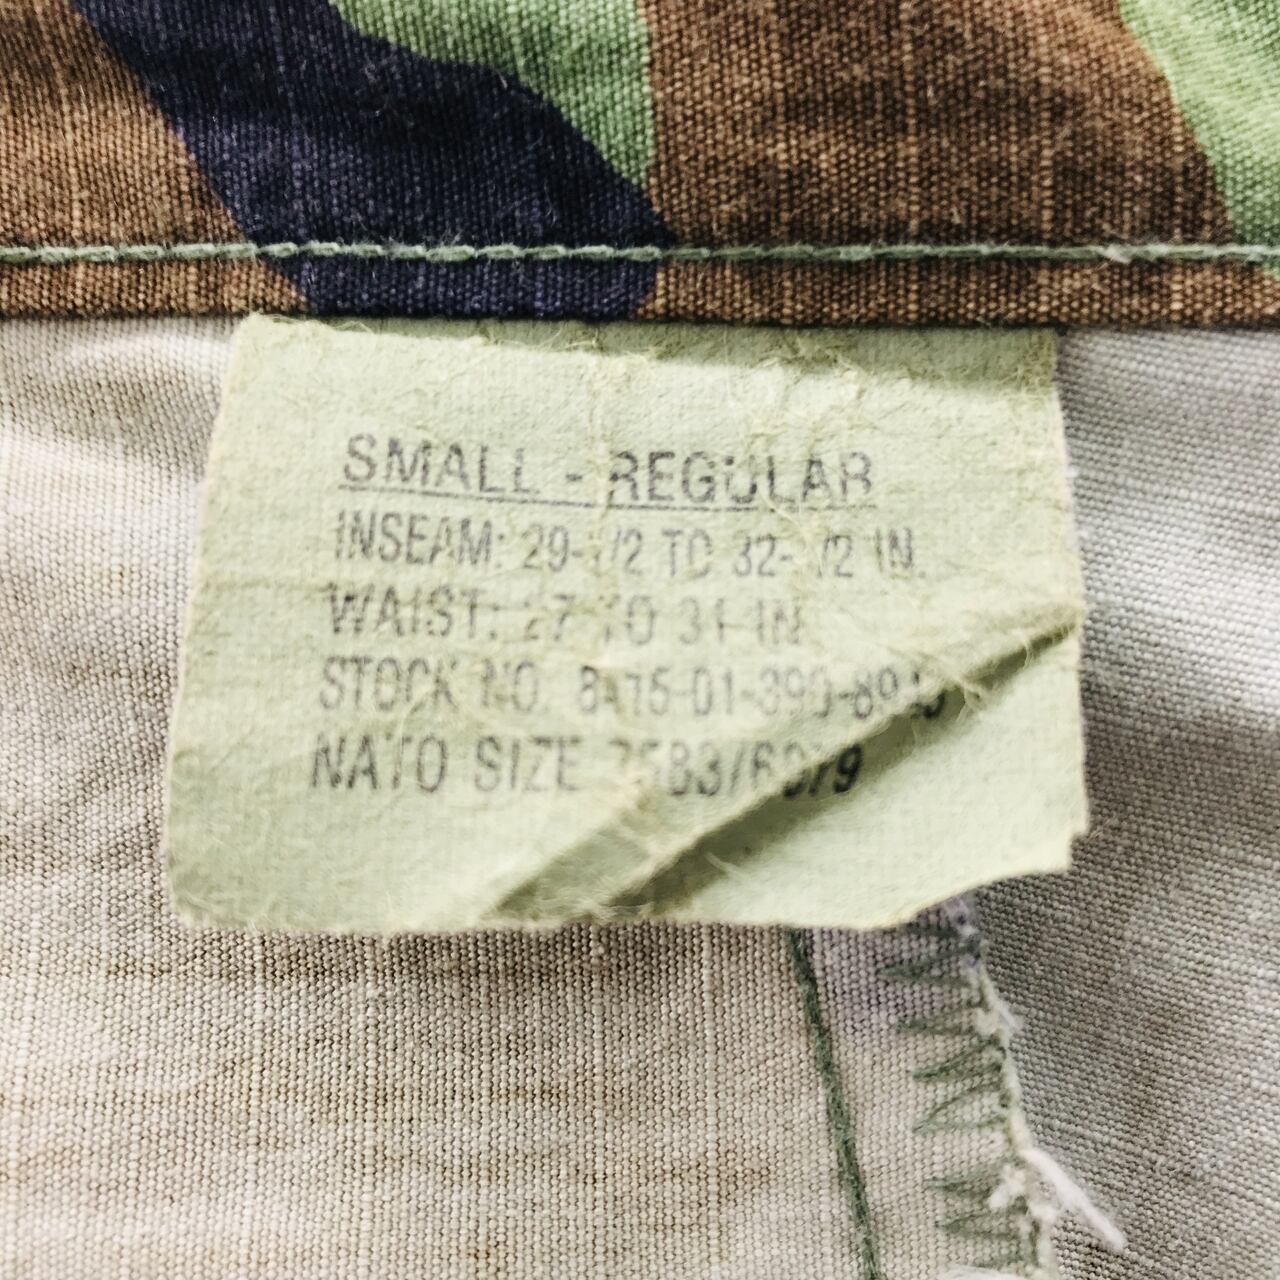 SMALL - REGULAR
INSEAM: 29-1/2 TO 32-1/2 IN.
WAIST: 27 TO 31 IN
STOCK NO.
NATO SIZE